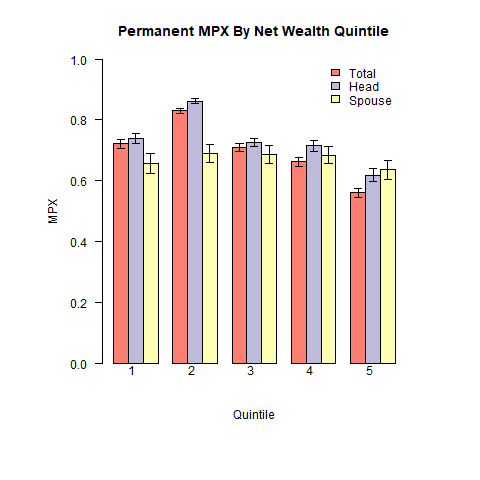 Permanent MPX By Net Wealth Quintile
1.0
0.8
0.6
0.4
0.2
0.0
MPX
Total
Head
Spouse
1 2 3 4 5
Quintile